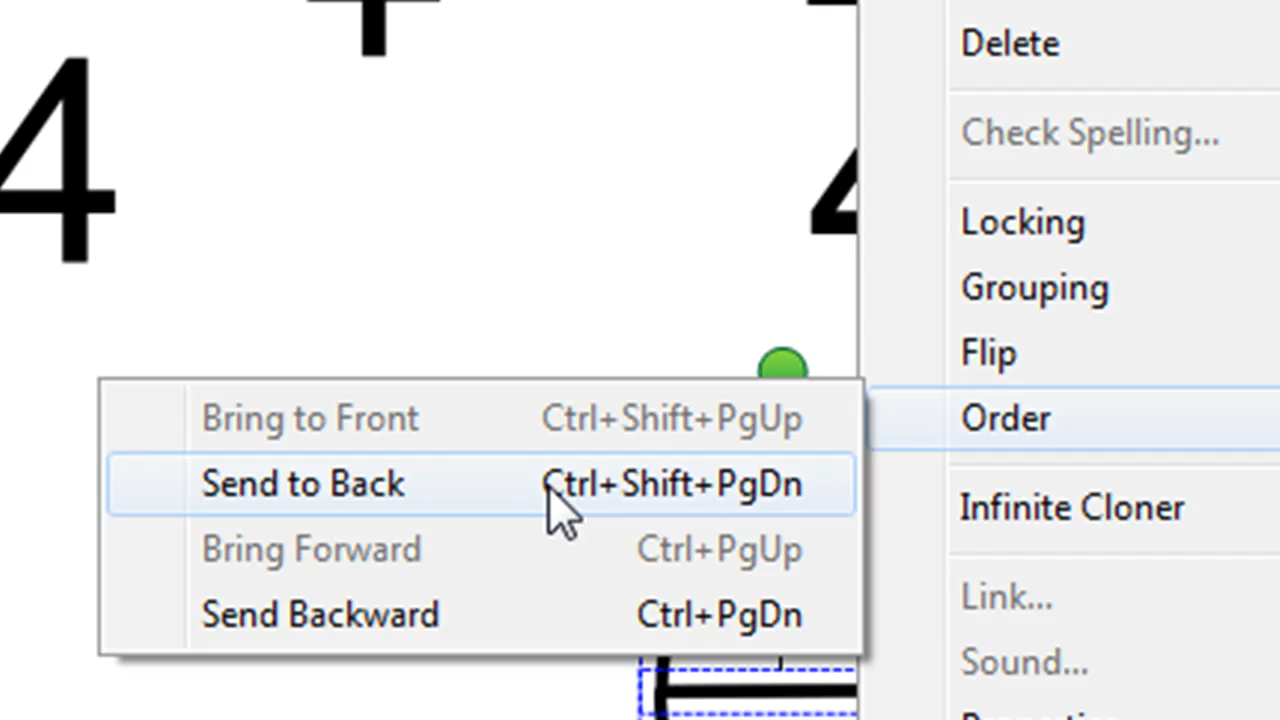 4
Delete
Check Spelling...
Locking
Grouping
Flip
Order
Bring to Front Ctrl+Shift+PgUp
Send to Back Ctrl+Shift+PgDn
Bring Forward Ctrl+PgUp
Send Backward Ctrl+PgDn
Infinite Cloner
Link...
Sound...